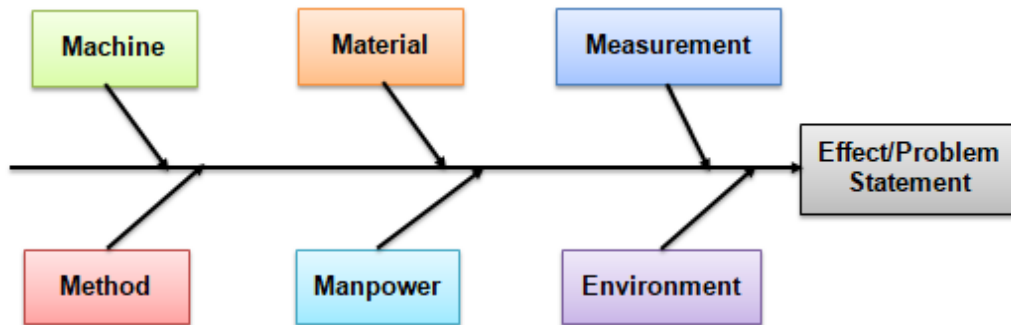 Machine
Material
Measurement
Effect/Problem
Statement
Method
Manpower
Environment